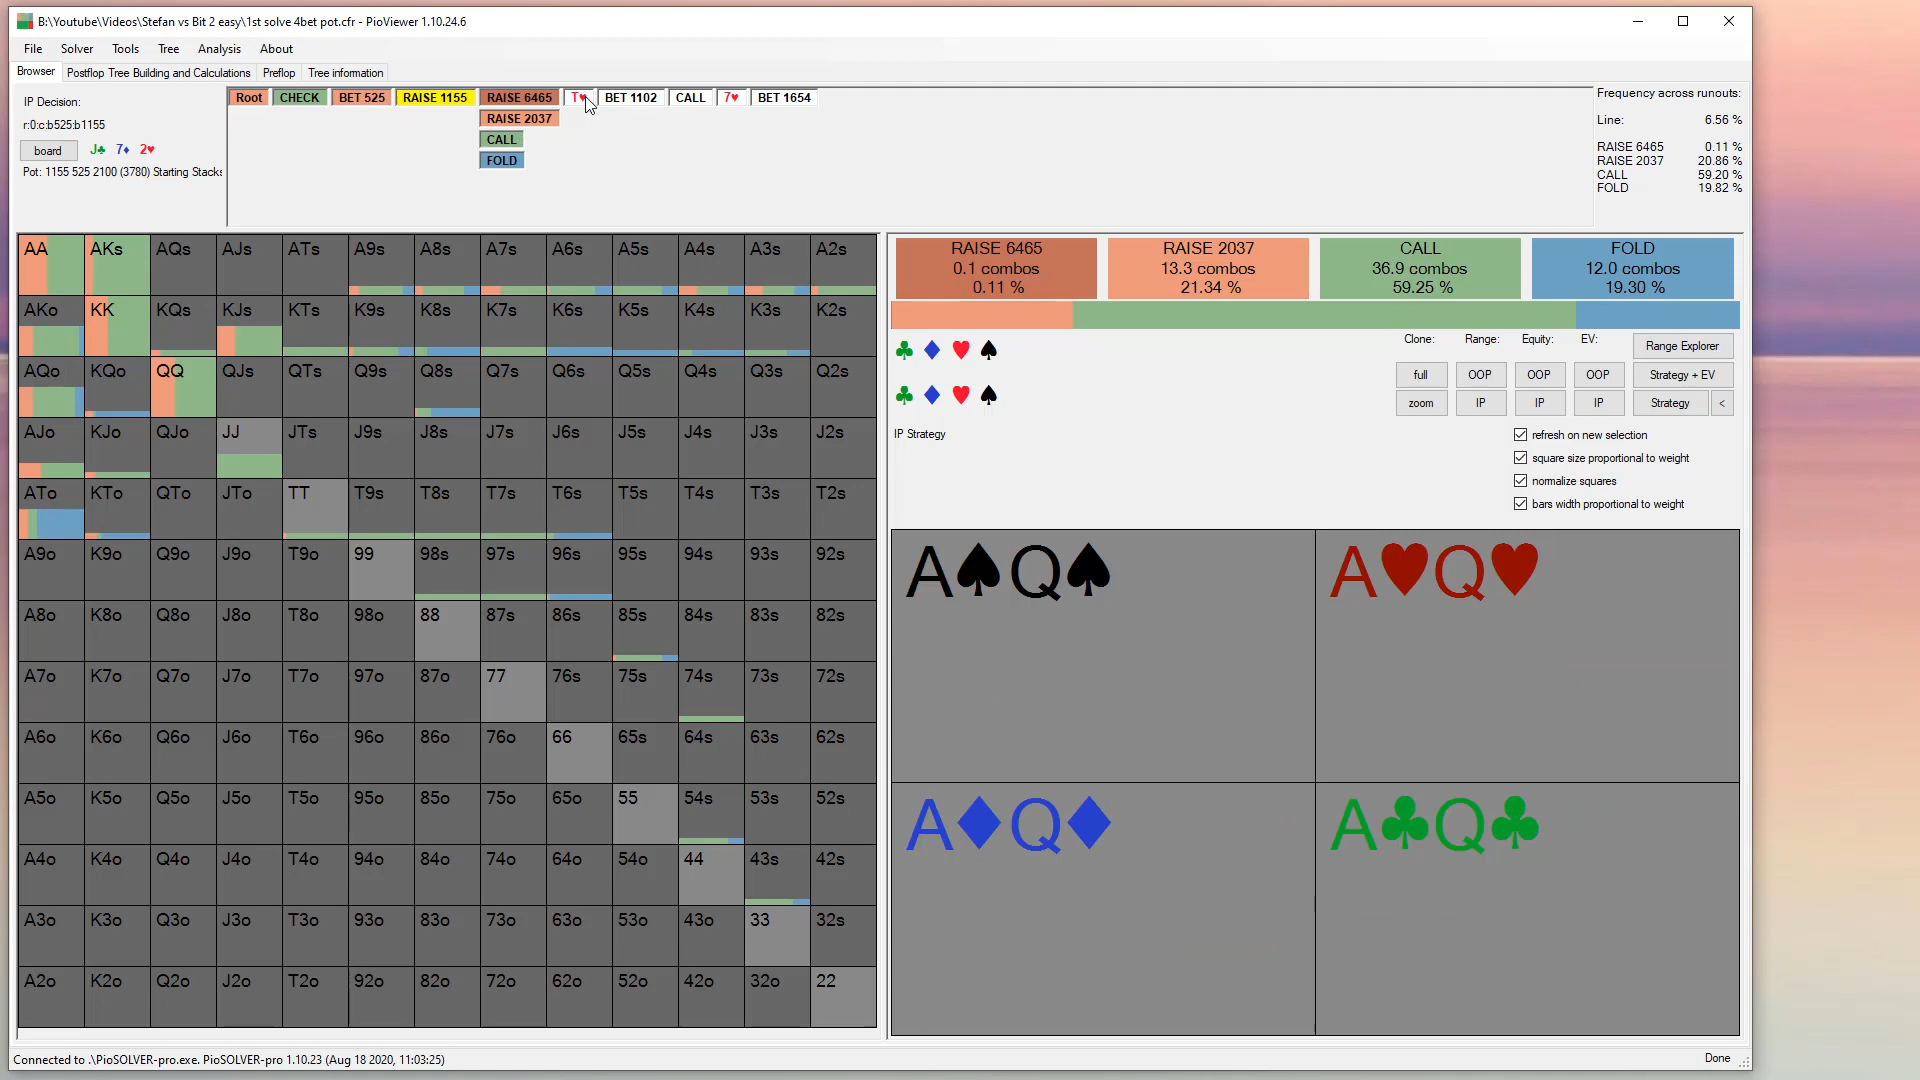 B:\Youtube\Videos\Stefan vs Bit 2 easy\1st solve 4bet pot.cfr - PioViewer 1.10.24.6
File Solver Tools Tree Analysis About
Browser Postflop Tree Building and Calculations Preflop Tree information
IP Decision:
r:0:c:b525:b1155
board J♣ 7♦ 2♥
Pot: 1155 525 2100 (3780) Starting Stacks
Root CHECK BET 525 RAISE 1155 RAISE 6465 T♥ BET 1102 CALL 7♥ BET 1654
RAISE 2037
CALL
FOLD
Frequency across runouts:
Line: 6.56 %
RAISE 6465 0.11 %
RAISE 2037 20.86 %
CALL 59.20 %
FOLD 19.82 %
AA AKs AQs AJs ATs A9s A8s A7s A6s A5s A4s A3s A2s
AKo KK KQs KJs KTs K9s K8s K7s K6s K5s K4s K3s K2s
AQo KQo QQ QJs QTs Q9s Q8s Q7s Q6s Q5s Q4s Q3s Q2s
AJo KJo QJo JJ JTs J9s J8s J7s J6s J5s J4s J3s J2s
ATo KTo QTo JTo TT T9s T8s T7s T6s T5s T4s T3s T2s
A9o K9o Q9o J9o T9o 99 98s 97s 96s 95s 94s 93s 92s
A8o K8o Q8o J8o T8o 98o 88 87s 86s 85s 84s 83s 82s
A7o K7o Q7o J7o T7o 97o 87o 77 76s 75s 74s 73s 72s
A6o K6o Q6o J6o T6o 96o 86o 76o 66 65s 64s 63s 62s
A5o K5o Q5o J5o T5o 95o 85o 75o 65o 55 54s 53s 52s
A4o K4o Q4o J4o T4o 94o 84o 74o 64o 54o 44 43s 42s
A3o K3o Q3o J3o T3o 93o 83o 73o 63o 53o 43o 33 32s
A2o K2o Q2o J2o T2o 92o 82o 72o 62o 52o 42o 32o 22
RAISE 6465 RAISE 2037 CALL FOLD
0.1 combos 13.3 combos 36.9 combos 12.0 combos
0.11 % 21.34 % 59.25 % 19.30 %
♣ ♦ ♥ ♠
♣ ♦ ♥ ♠
IP Strategy
Clone: Range: Equity: EV: Range Explorer
full OOP OOP OOP Strategy + EV
zoom IP IP IP Strategy <
refresh on new selection
square size proportional to weight
normalize squares
bars width proportional to weight
A♠Q♠ A♥Q♥
A♦Q♦ A♣Q♣
Connected to .\PioSOLVER-pro.exe. PioSOLVER-pro 1.10.23 (Aug 18 2020, 11:03:25)
Done